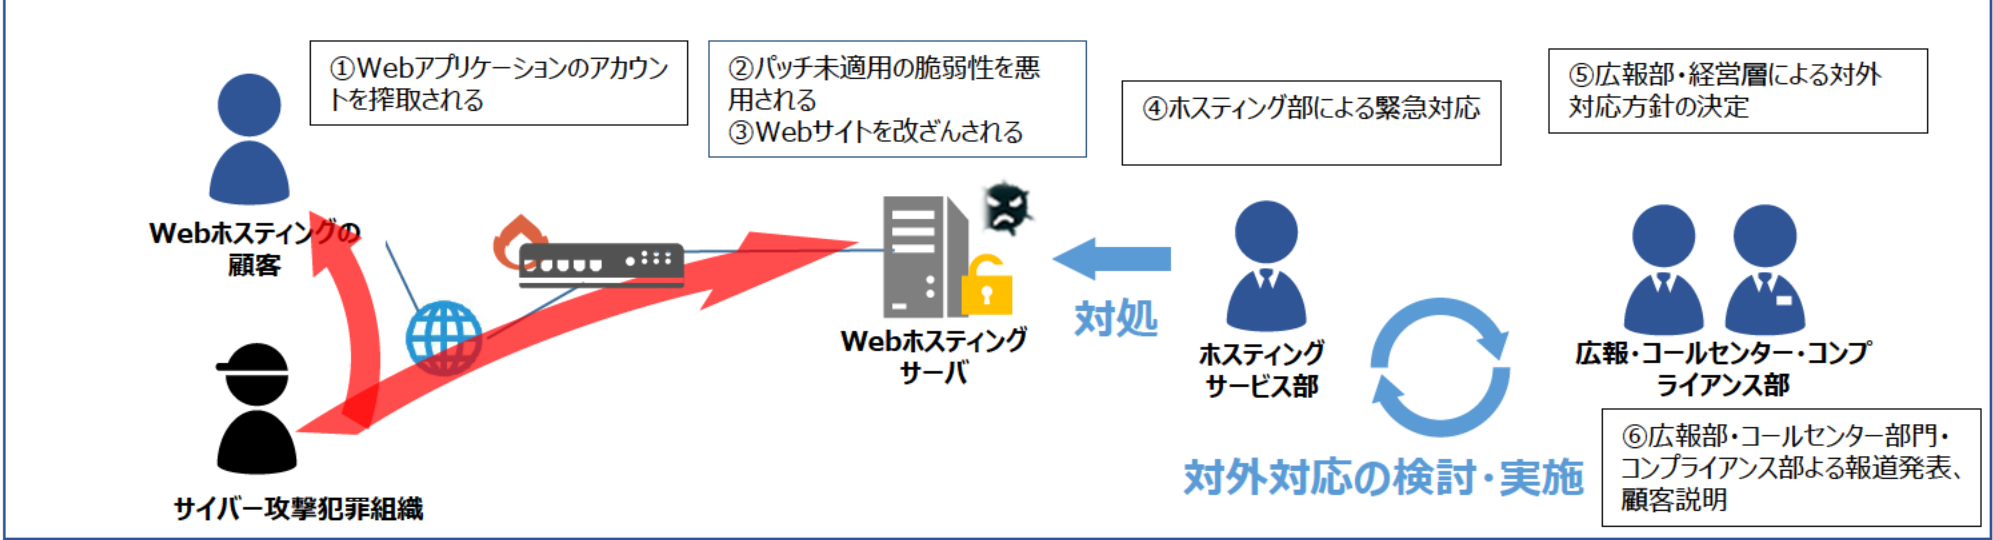 ①Webアプリケーションのアカウン
トを搾取される
②パッチ未適用の脆弱性を悪
用される
③Webサイトを改ざんされる
④ホスティング部による緊急対応
⑤広報部・経営層による対外
対応方針の決定
Webホスティングの
顧客
サイバー攻撃犯罪組織
Webホスティング
サーバ
対処
ホスティング
サービス部
対外対応の検討・実施
広報・コールセンター・コンプ
ライアンス部
⑥広報部・コールセンター部門・
コンプライアンス部よる報道発表、
顧客説明